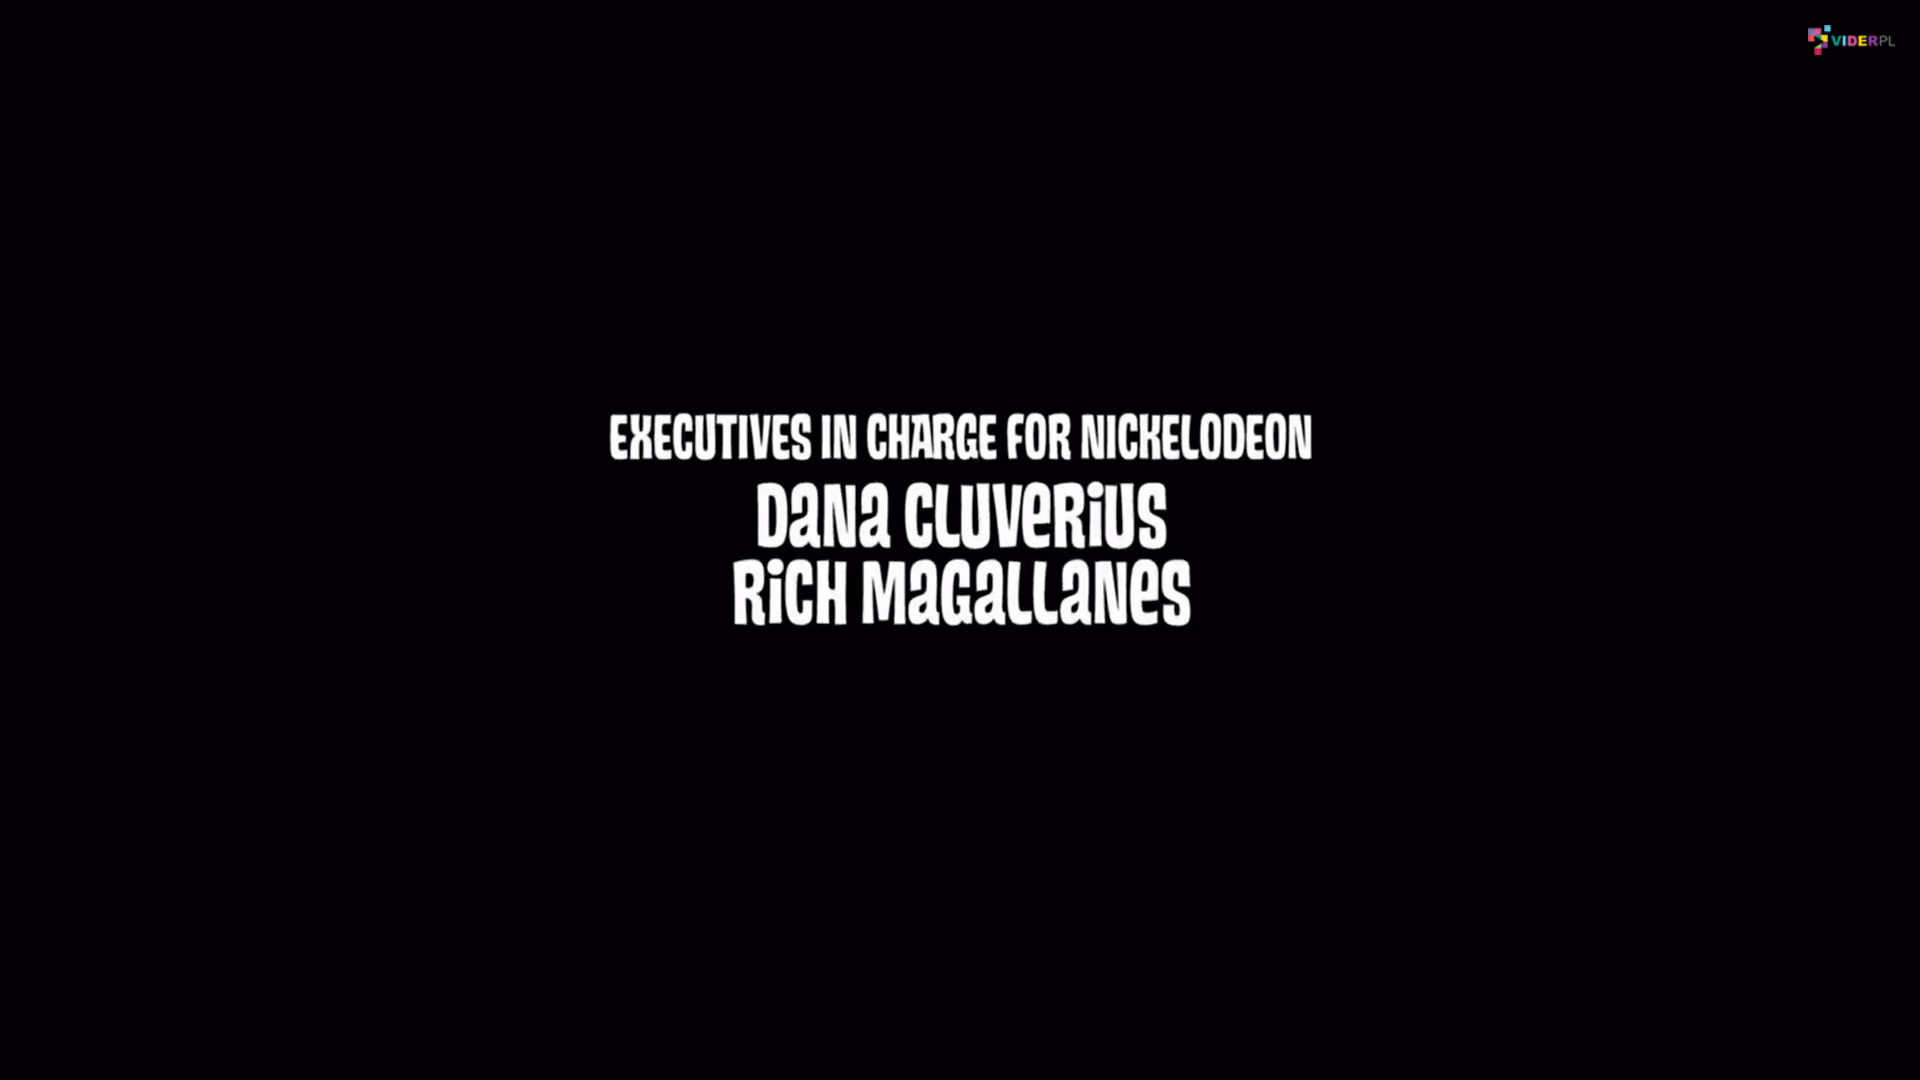 VIDERPL
EXECUTIVES IN CHARGE FOR NICKELODEON
DANA CLUVERIUS
RICH MAGALLANES